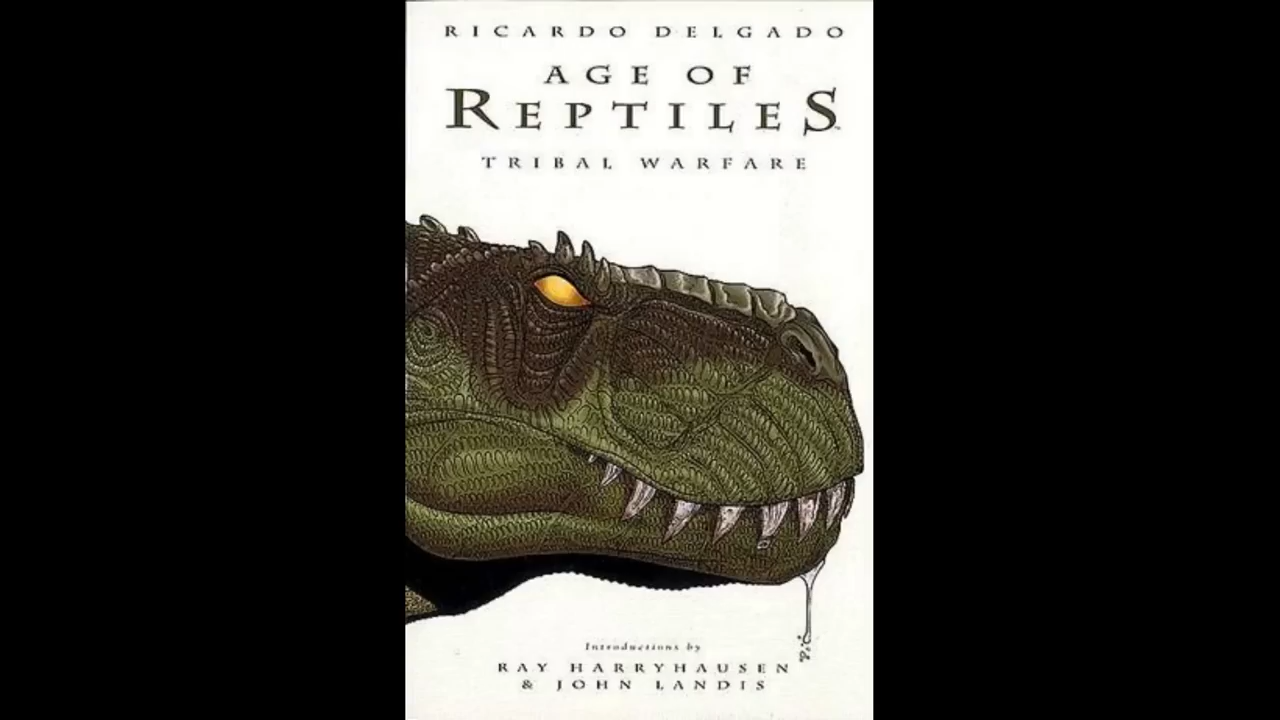 RICARDO DELGADO
AGE OF
REPTILES
TRIBAL WARFARE
Introductions by
RAY HARRYHAUSEN
& JOHN LANDIS